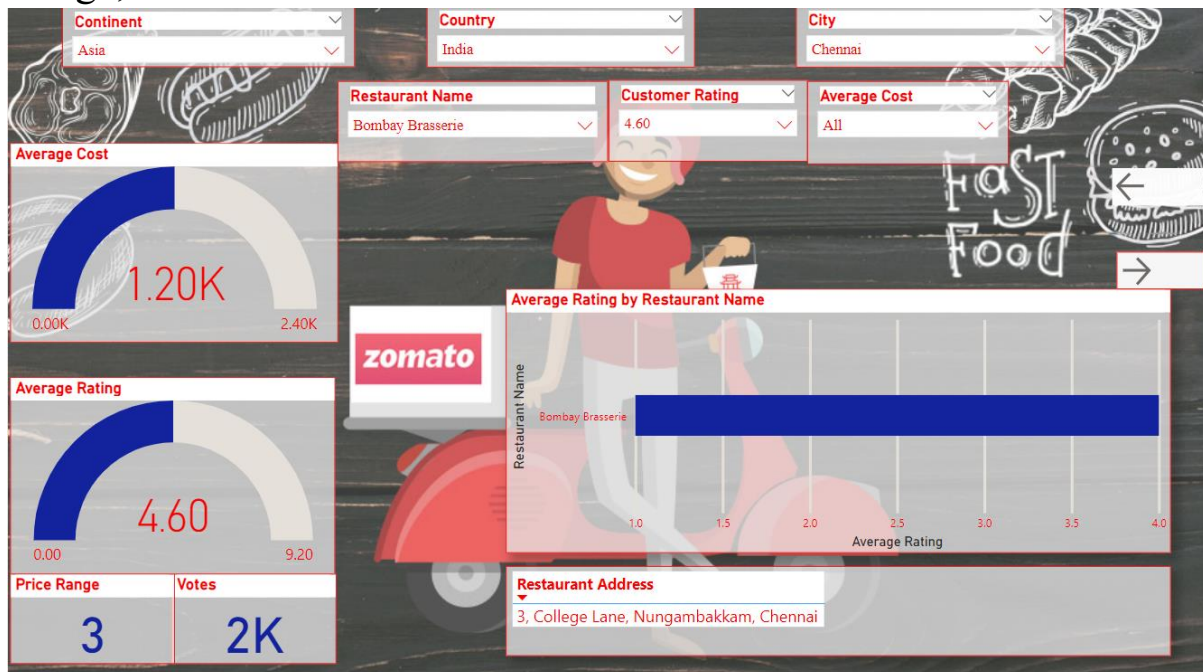 Continent
Asia
Country
India
City
Chennai
Restaurant Name
Bombay Brasserie
Customer Rating
4.60
Average Cost
All
Average Cost
1.20K
0.00K
2.40K
FaST
Food
zomato
Average Rating by Restaurant Name
Restaurant Name
Bombay Brasserie
1.0 1.5 2.0 2.5 3.0 3.5 4.0
Average Rating
Average Rating
4.60
0.00
9.20
Price Range
3
Votes
2K
Restaurant Address
3, College Lane, Nungambakkam, Chennai